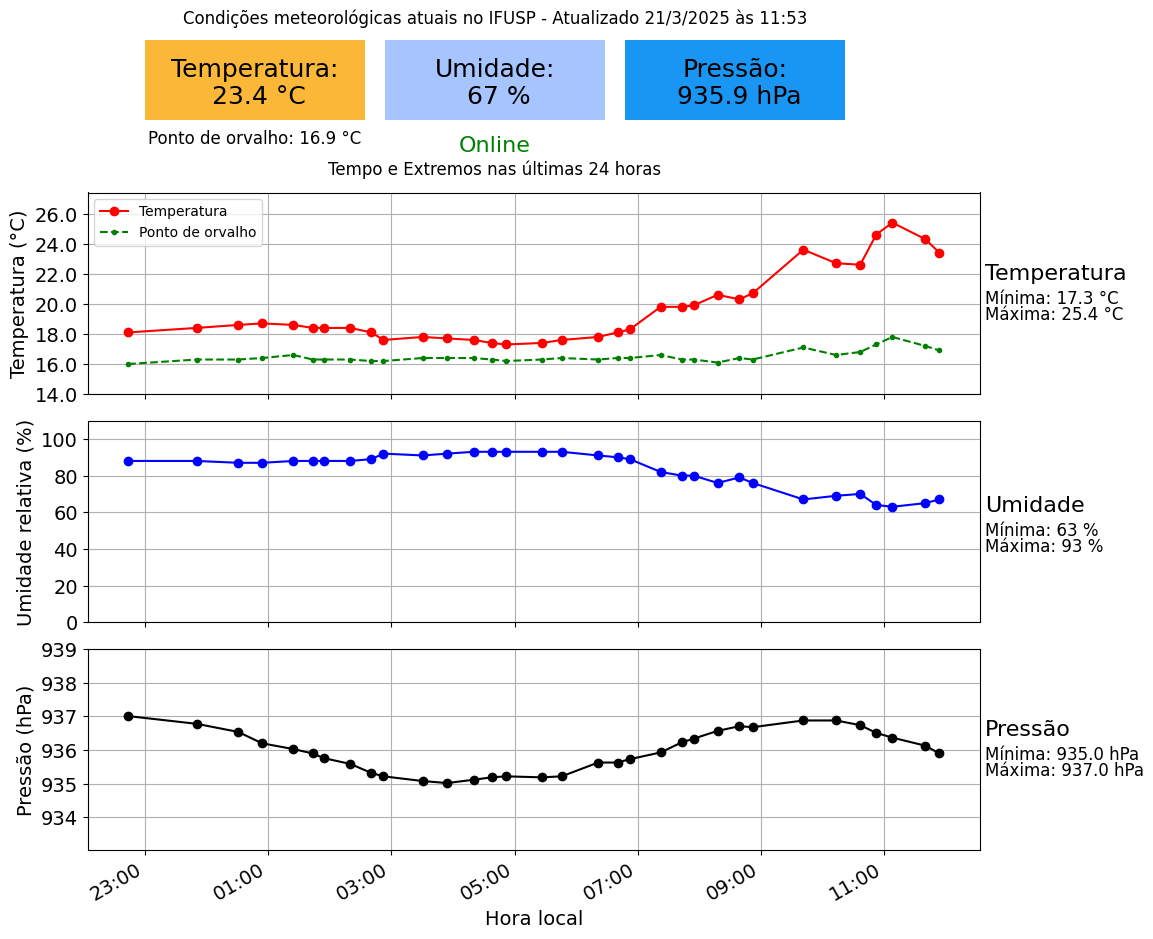 Condições meteorológicas atuais no IFUSP - Atualizado 21/3/2025 às 11:53
Temperatura:
23.4 °C
Umidade:
67 %
Pressão:
935.9 hPa
Ponto de orvalho: 16.9 °C
Online
Tempo e Extremos nas últimas 24 horas
Temperatura (°C)
26.0
24.0
22.0
20.0
18.0
16.0
14.0
Temperatura
Ponto de orvalho
Temperatura
Mínima: 17.3 °C
Máxima: 25.4 °C
Umidade relativa (%)
100
80
60
40
20
0
Umidade
Mínima: 63 %
Máxima: 93 %
Pressão (hPa)
939
938
937
936
935
934
Pressão
Mínima: 935.0 hPa
Máxima: 937.0 hPa
23:00
01:00
03:00
05:00
07:00
09:00
11:00
Hora local